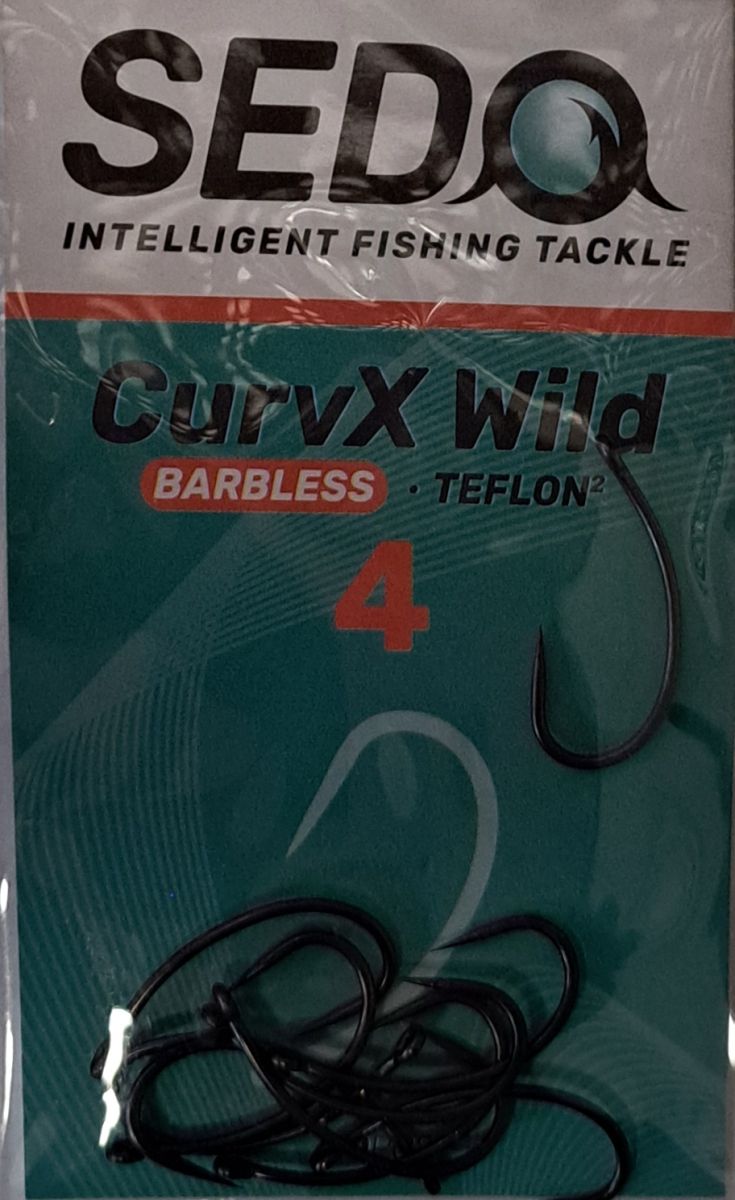 SEDO
INTELLIGENT FISHING TACKLE
CurvX Wild
BARBLESS · TEFLON²
4